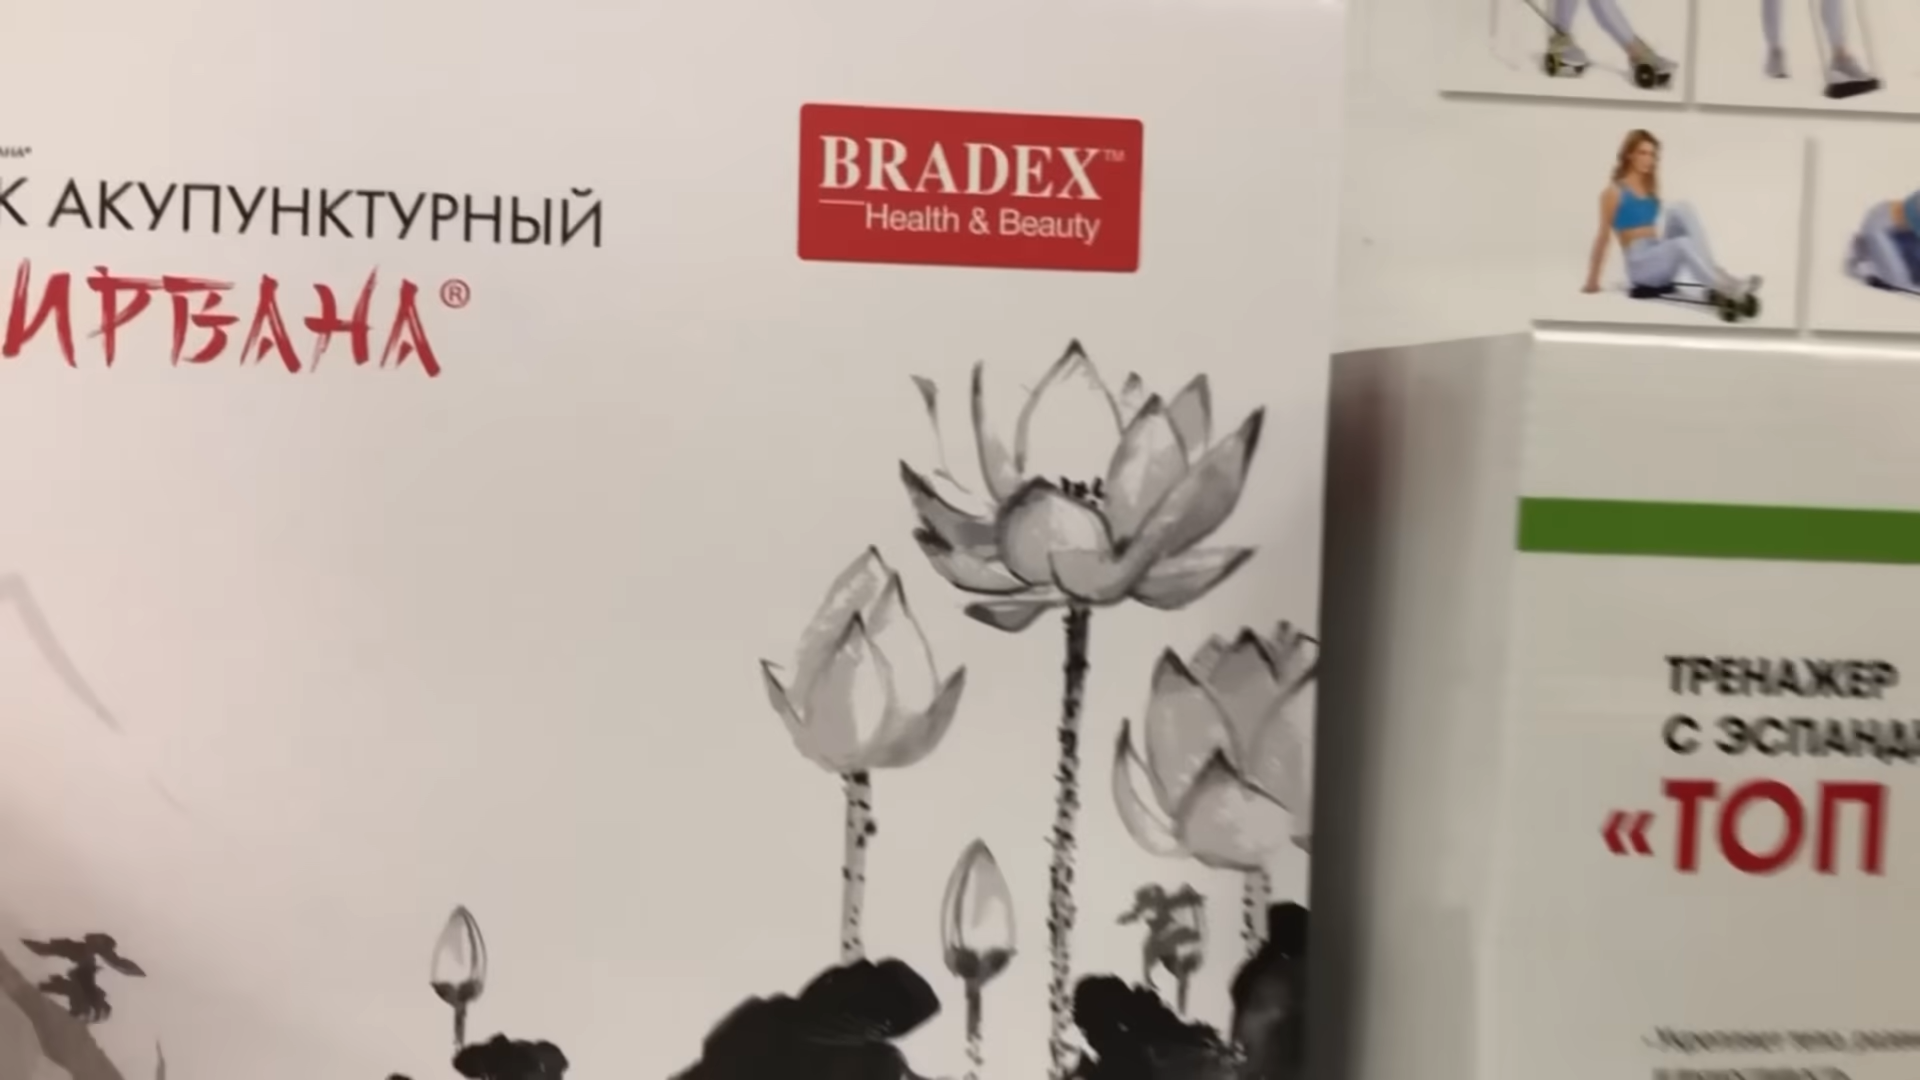 К АКУПУНКТУРНЫЙ
ИРВАНА®
BRADEX™
Health & Beauty
ТРЕНАЖЕР
С ЭСПАНД
«ТОП